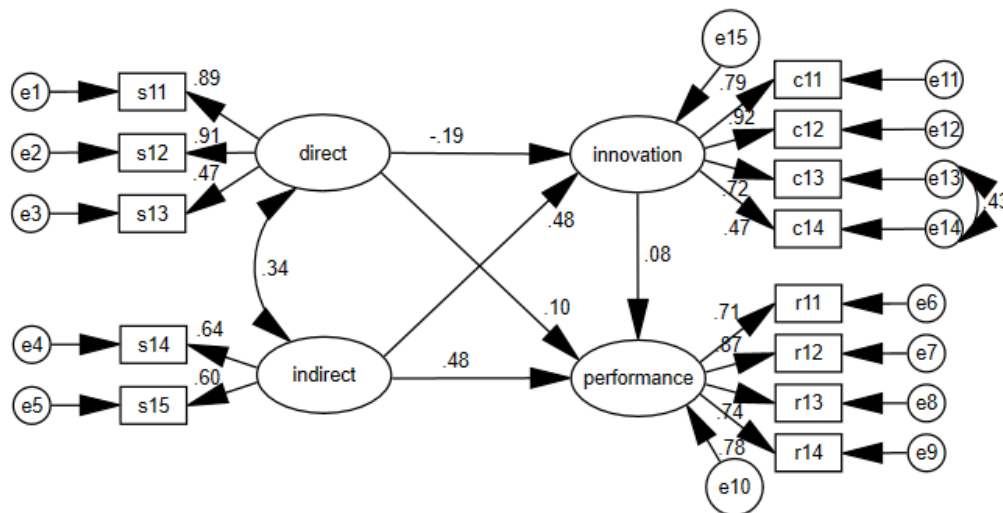 e15
e1
s11
.89
.79
c11
e11
e2
s12
.91
direct
-.19
innovation
.92
c12
e12
e3
s13
.47
.72
c13
e13
.47
c14
e14
.43
.34
.48
.08
.10
e4
s14
.64
indirect
.48
performance
.71
r11
e6
e5
s15
.60
.87
r12
e7
.74
r13
e8
.78
r14
e9
e10